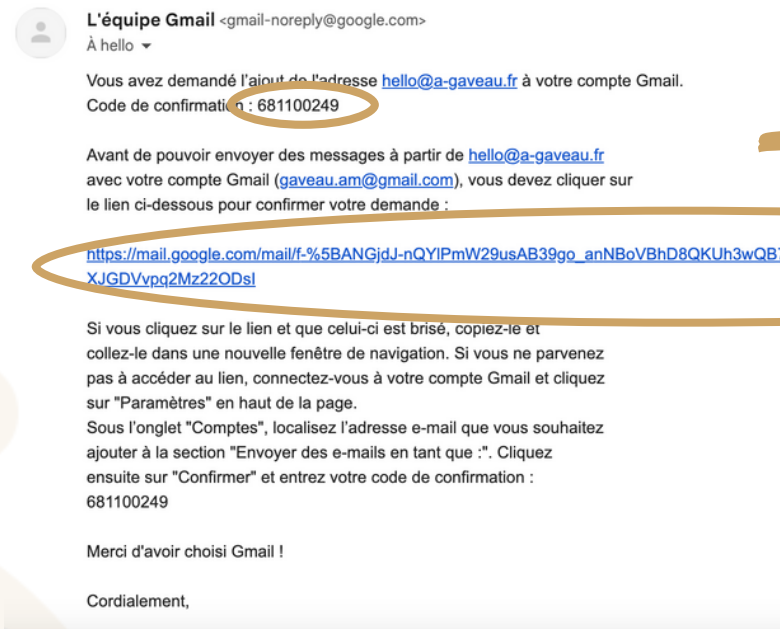 L'équipe Gmail <gmail-noreply@google.com>
À hello
Vous avez demandé l'ajout de l'adresse hello@a-gaveau.fr à votre compte Gmail.
Code de confirmation : 681100249
Avant de pouvoir envoyer des messages à partir de hello@a-gaveau.fr
avec votre compte Gmail (gaveau.am@gmail.com), vous devez cliquer sur
le lien ci-dessous pour confirmer votre demande :
https://mail.google.com/mail/f-%5BANGjdJ-nQYlPmW29usAB39go_anNBoVBhD8QKUh3wQB
XJGDVvpq2Mz22ODsI
Si vous cliquez sur le lien et que celui-ci est brisé, copiez-le et
collez-le dans une nouvelle fenêtre de navigation. Si vous ne parvenez
pas à accéder au lien, connectez-vous à votre compte Gmail et cliquez
sur "Paramètres" en haut de la page.
Sous l'onglet "Comptes", localisez l'adresse e-mail que vous souhaitez
ajouter à la section "Envoyer des e-mails en tant que :". Cliquez
ensuite sur "Confirmer" et entrez votre code de confirmation :
681100249
Merci d'avoir choisi Gmail !
Cordialement,